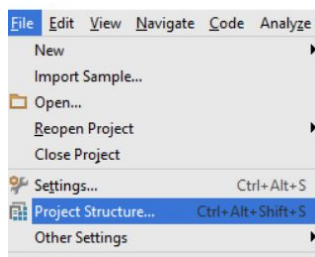 File Edit View Navigate Code Analyze
New
Import Sample...
Open...
Reopen Project
Close Project
Settings... Ctrl+Alt+S
Project Structure... Ctrl+Alt+Shift+S
Other Settings